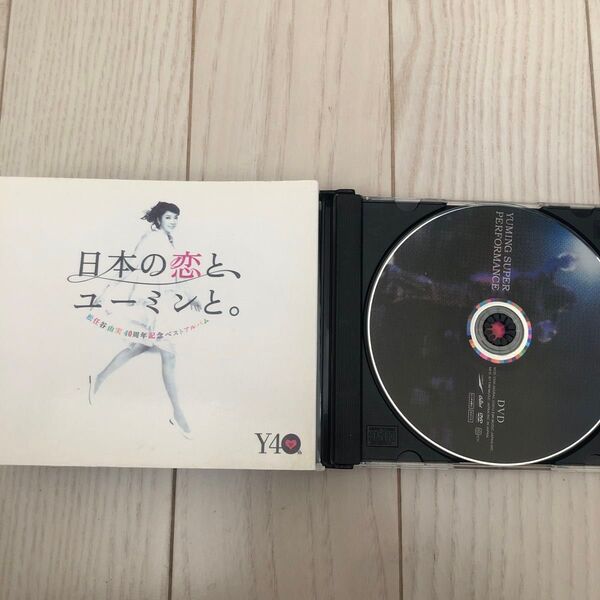 日本の恋と、
ユーミンと。
松任谷由実 40周年記念ベストアルバム
Y40
YUMING SUPER
PERFORMANCE
DVD